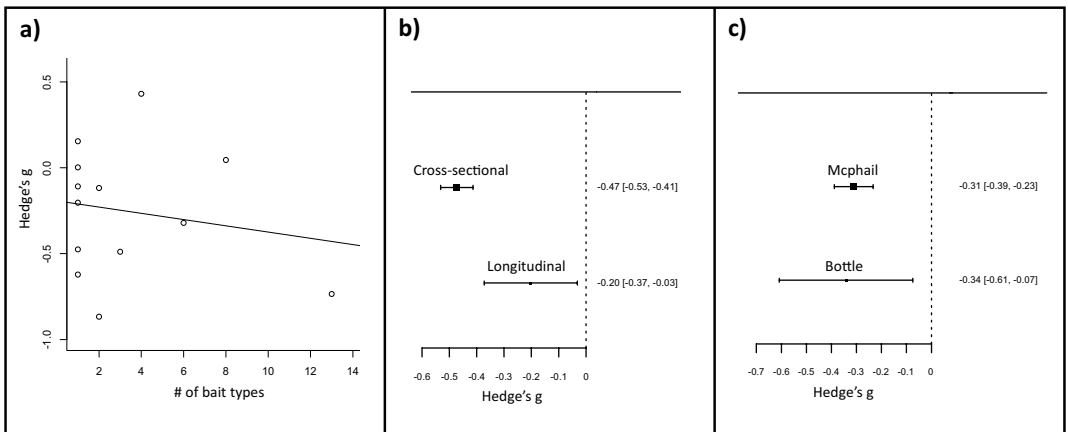 a)
0.5
0.0
-0.5
-1.0
Hedge's g
2 4 6 8 10 12 14
# of bait types
b)
Cross-sectional
-0.47 [-0.53, -0.41]
Longitudinal
-0.20 [-0.37, -0.03]
-0.6 -0.5 -0.4 -0.3 -0.2 -0.1 0
Hedge's g
c)
Mcphail
-0.31 [-0.39, -0.23]
Bottle
-0.34 [-0.61, -0.07]
-0.7 -0.6 -0.5 -0.4 -0.3 -0.2 -0.1 0
Hedge's g